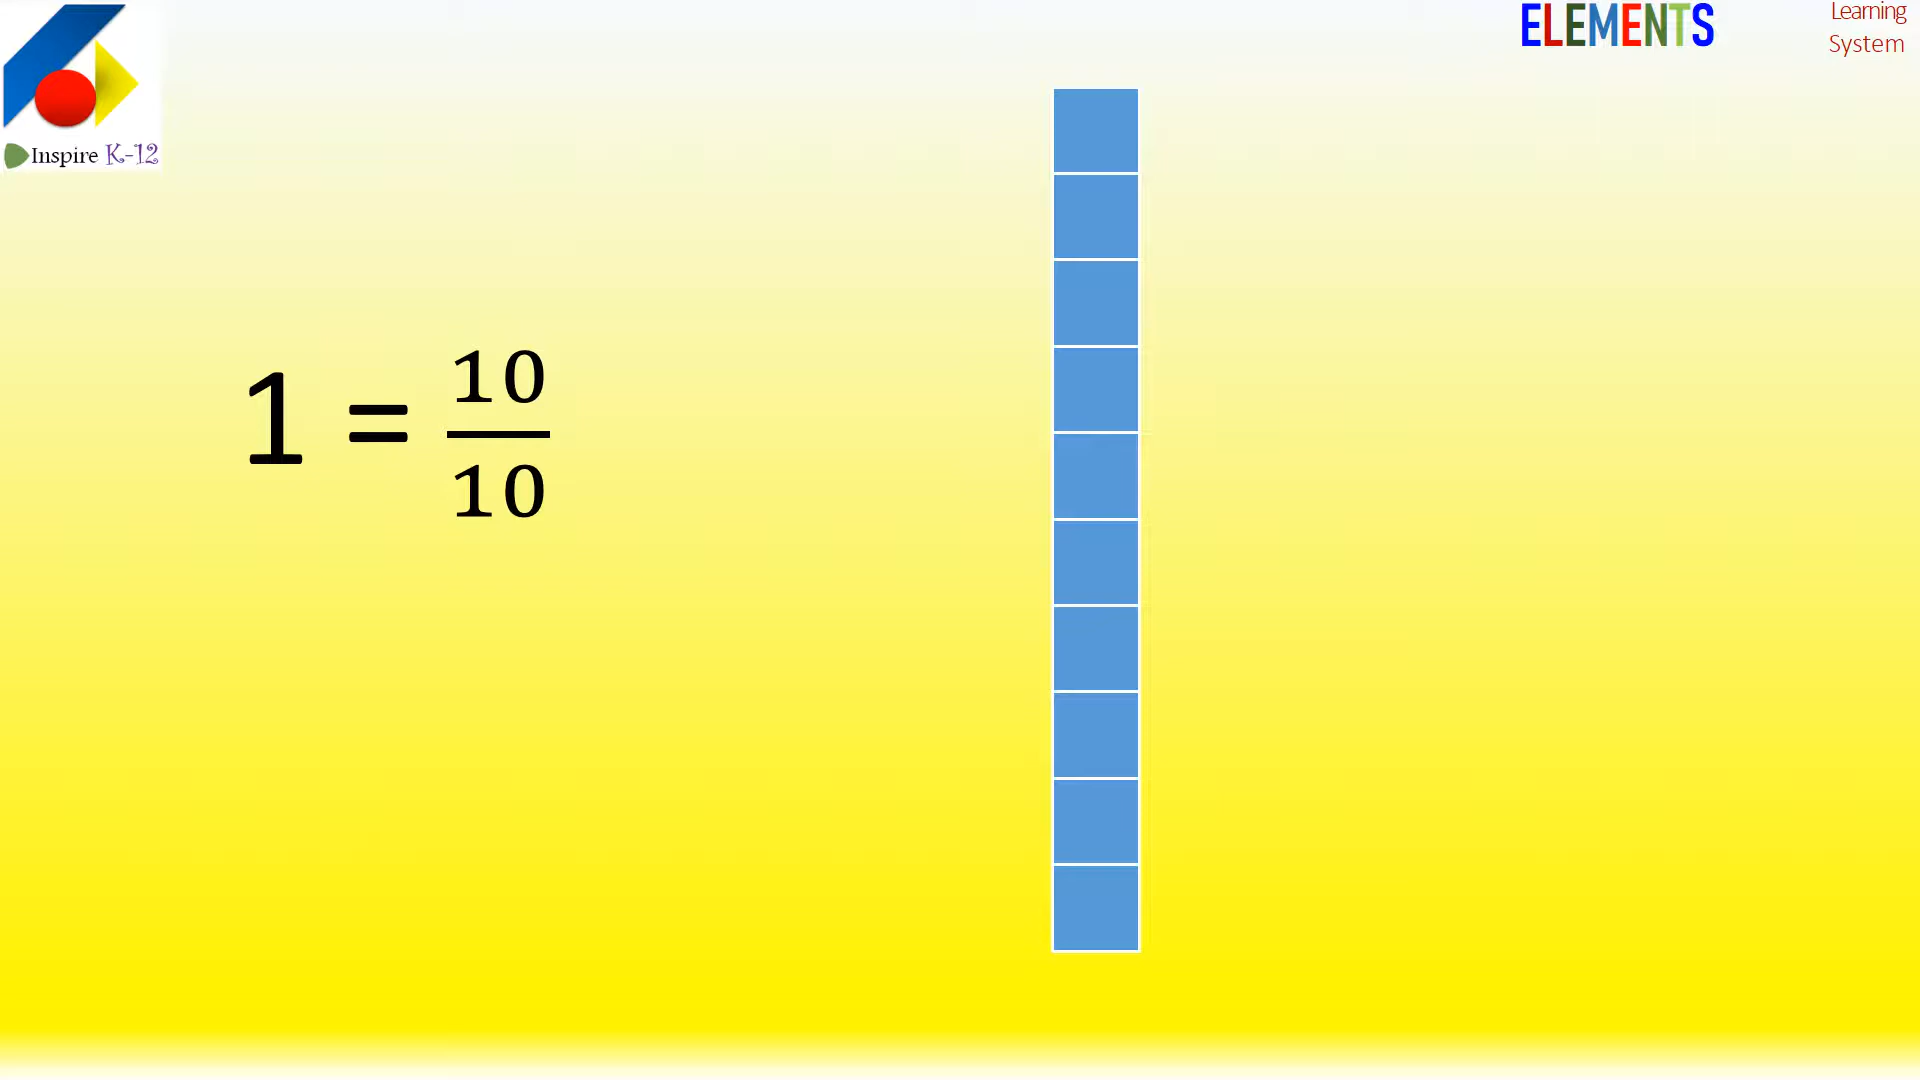 ELEMENTS
Learning
System
Inspire K-12
1 = 10/10